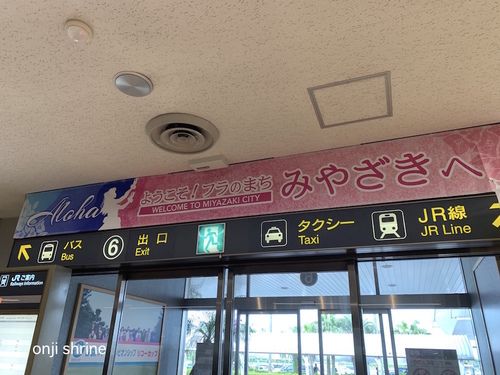 Aloha
ようこそ!フラのまち
みやざきへ
WELCOME TO MIYAZAKI CITY
バス
Bus
6
出口
Exit
タクシー
Taxi
JR線
JR Line
JRご案内
Railways Information
onji shrine